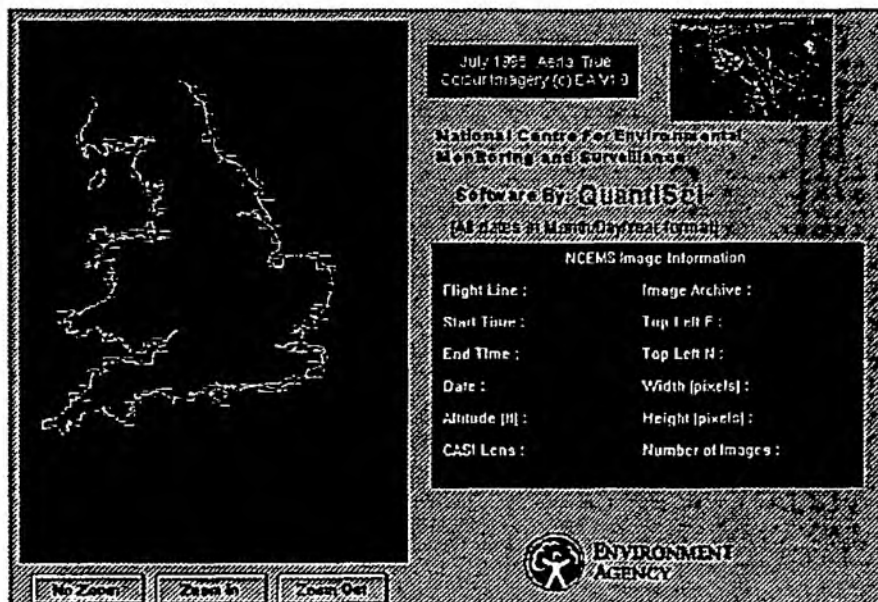 July 1995 Aerial True
Colour Imagery (c) EA V1.0
National Centre For Environmental
Monitoring and Surveillance
Software By: QuantiSci
[All dates in Month/Day/Year format]
NCEMS Image Information
Flight Line :
Image Archive :
Start Time :
Top Left E :
End Time :
Top Left N :
Date :
Width [pixels] :
Altitude [ft] :
Height [pixels] :
CASI Lens :
Number of Images :
ENVIRONMENT
AGENCY
No Zoom
Zoom In
Zoom Out